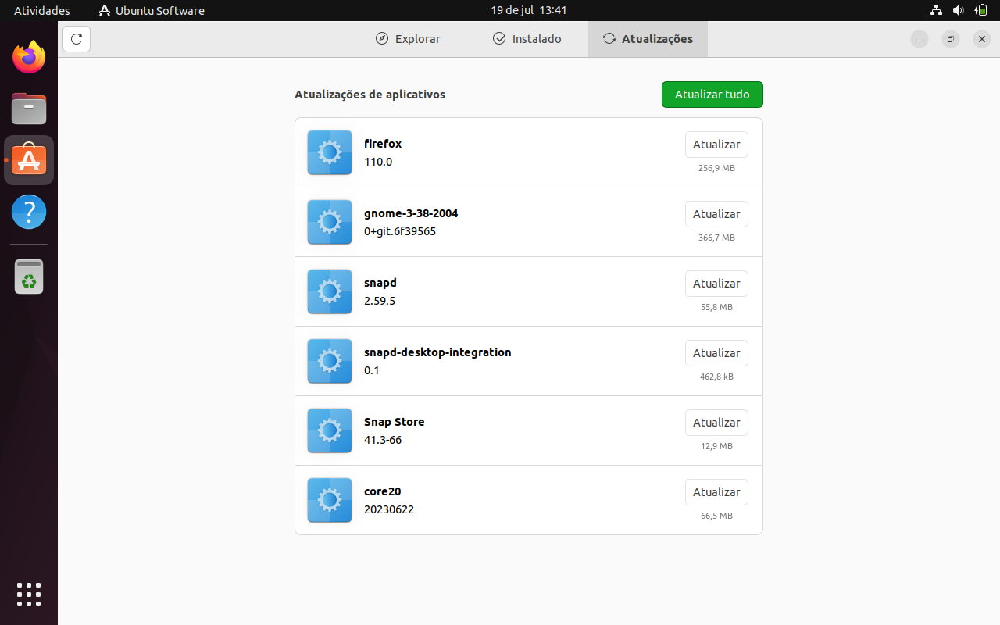 Atividades
Ubuntu Software
19 de jul 13:41
Explorar
Instalado
Atualizações
Atualizações de aplicativos
Atualizar tudo
firefox
110.0
Atualizar
256,9 MB
gnome-3-38-2004
0+git.6f39565
Atualizar
366,7 MB
snapd
2.59.5
Atualizar
55,8 MB
snapd-desktop-integration
0.1
Atualizar
462,8 kB
Snap Store
41.3-66
Atualizar
12,9 MB
core20
20230622
Atualizar
66,5 MB